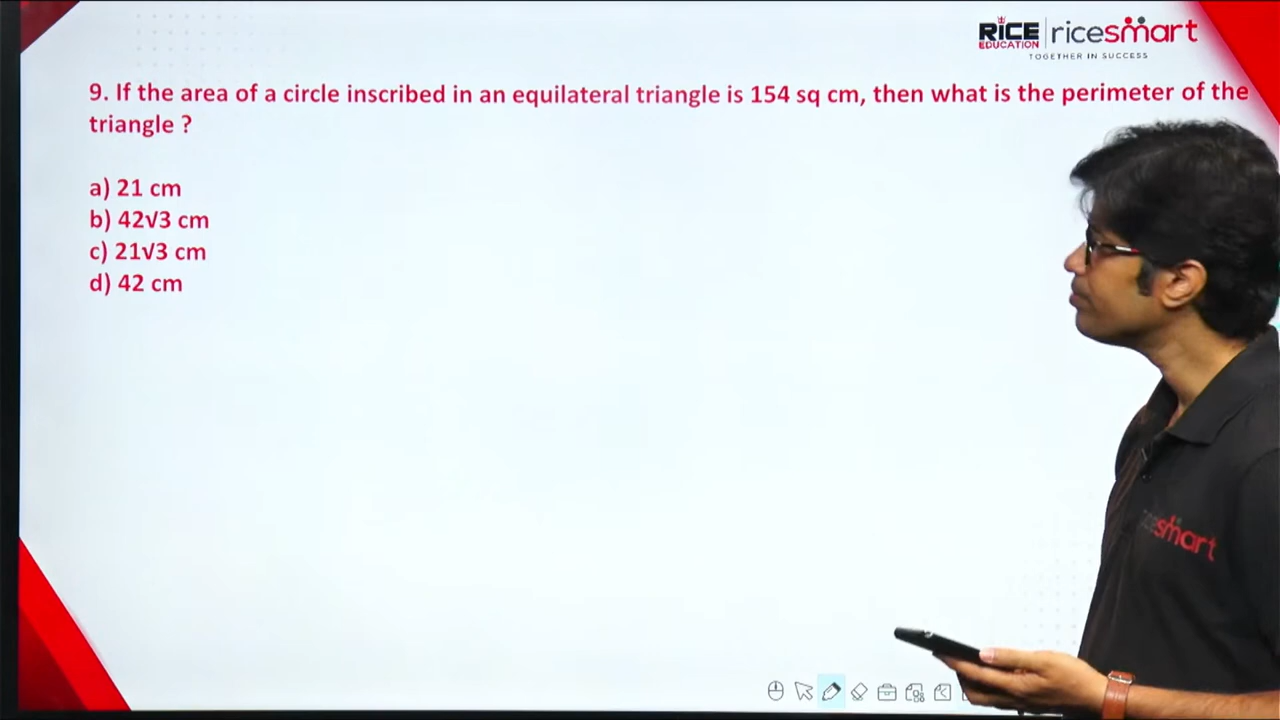 RICE
EDUCATION
ricesmart
TOGETHER IN SUCCESS
9. If the area of a circle inscribed in an equilateral triangle is 154 sq cm, then what is the perimeter of the
triangle ?
a) 21 cm
b) 42√3 cm
c) 21√3 cm
d) 42 cm
ricesmart